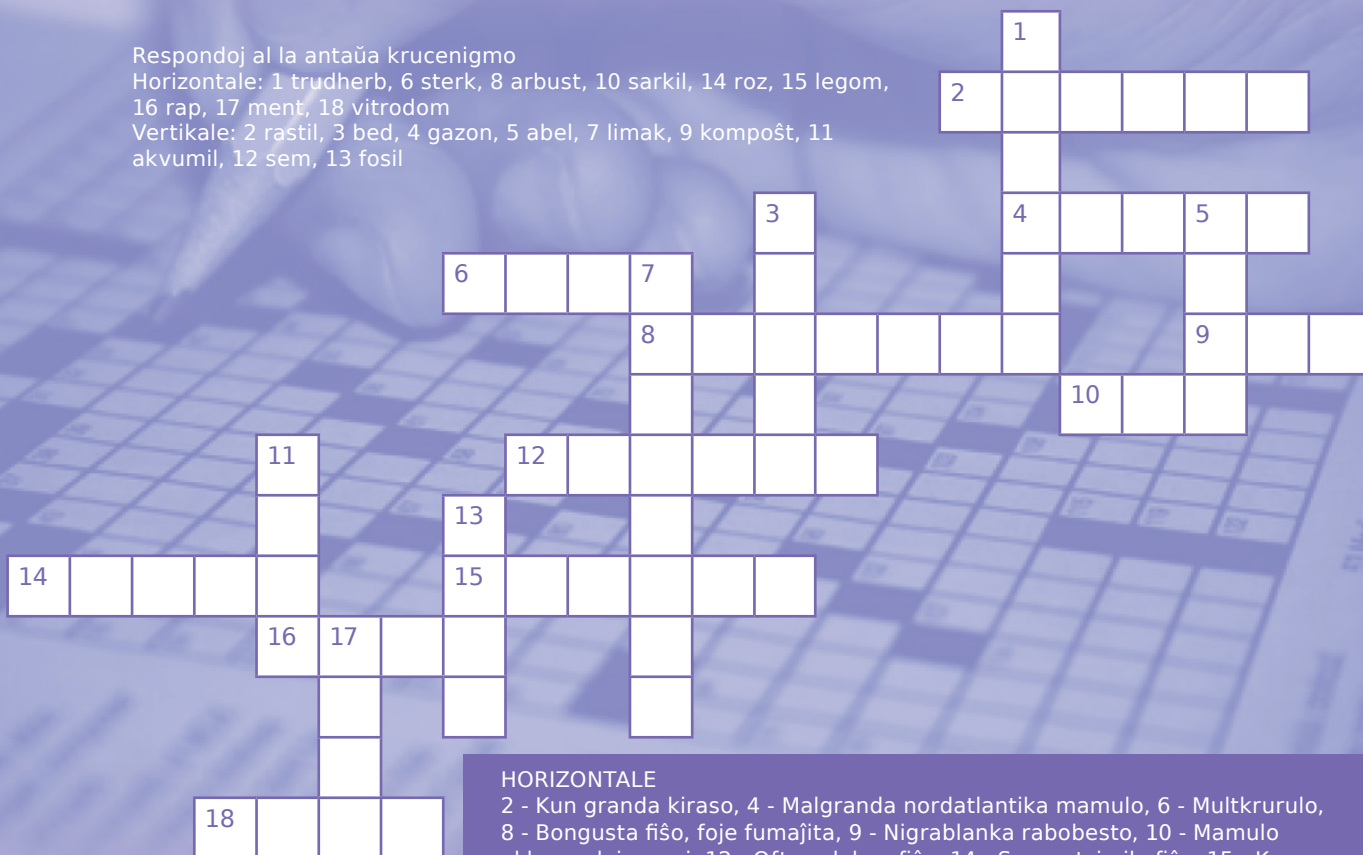 Respondoj al la antaŭa krucenigmo
Horizontale: 1 trudherb, 6 sterk, 8 arbust, 10 sarkil, 14 roz, 15 legom,
16 rap, 17 ment, 18 vitrodom
Vertikale: 2 rastil, 3 bed, 4 gazon, 5 abel, 7 limak, 9 kompoŝt, 11
akvumil, 12 sem, 13 fosil
1
2
3
4 5
6 7
8
9
10
11
12
13
14
15
16 17
18
HORIZONTALE
2 - Kun granda kiraso, 4 - Malgranda nordatlantika mamulo, 6 - Multkrurulo,
8 - Bongusta fiŝo, foje fumaĵita, 9 - Nigrablanka rabobesto, 10 - Mamulo